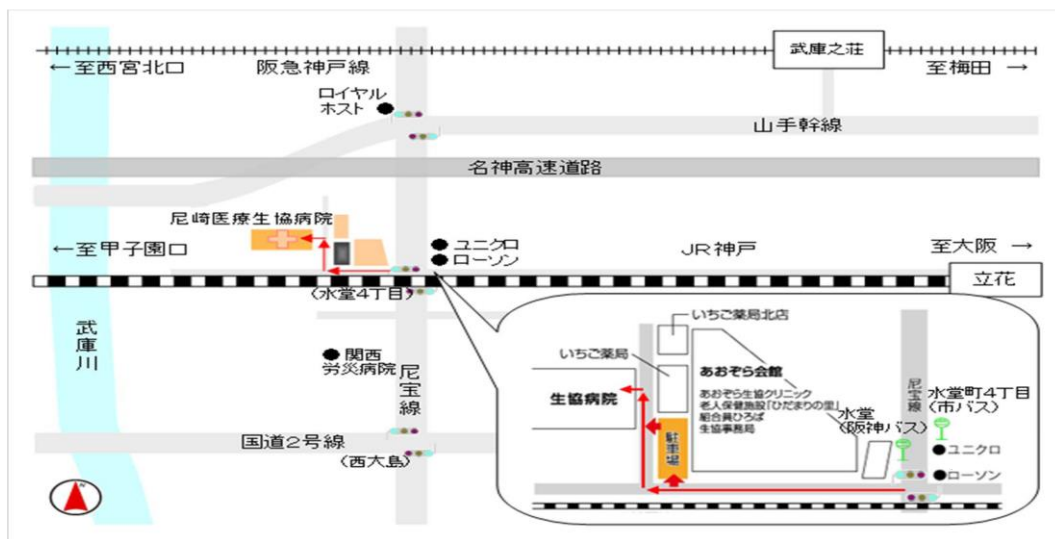 武庫之荘
←至西宮北口
阪急神戸線
至梅田 →
ロイヤル
ホスト
山手幹線
名神高速道路
尼崎医療生協病院
←至甲子園口
ユニクロ
ローソン
JR神戸
至大阪 →
立花
(水堂4丁目)
武庫川
関西
労災病院
尼宝線
国道2号線
(西大島)
N
いちご薬局北店
いちご薬局
あおぞら会館
あおぞら生協クリニック
老人保健施設「ひだまりの里」
組合員ひろば
生協事務局
生協病院
駐車場
水堂
(阪神バス)
尼宝線
水堂町4丁目
(市バス)
ユニクロ
ローソン